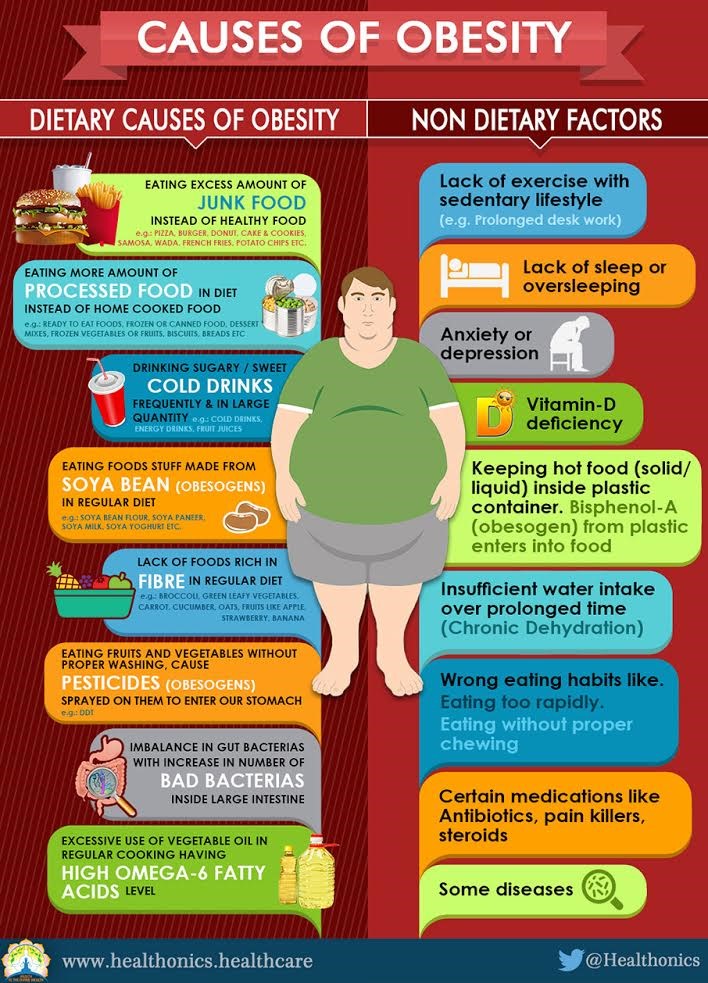 CAUSES OF OBESITY
DIETARY CAUSES OF OBESITY
EATING EXCESS AMOUNT OF
JUNK FOOD
INSTEAD OF HEALTHY FOOD
e.g.: PIZZA, BURGER, DONUT, CAKE & COOKIES,
SAMOSA, WADA, FRENCH FRIES, POTATO CHIPS ETC.
EATING MORE AMOUNT OF
PROCESSED FOOD IN DIET
INSTEAD OF HOME COOKED FOOD
e.g.: READY TO EAT FOODS, FROZEN OR CANNED FOOD, DESSERT
MIXES, FROZEN VEGETABLES OR FRUITS, BISCUITS, BREADS ETC
DRINKING SUGARY / SWEET
COLD DRINKS
FREQUENTLY & IN LARGE
QUANTITY e.g.: COLD DRINKS,
ENERGY DRINKS, FRUIT JUICES
EATING FOODS STUFF MADE FROM
SOYA BEAN (OBESOGENS)
IN REGULAR DIET
e.g.: SOYA BEAN FLOUR, SOYA PANEER,
SOYA MILK, SOYA YOGHURT ETC.
LACK OF FOODS RICH IN
FIBRE IN REGULAR DIET
e.g.: BROCCOLI, GREEN LEAFY VEGETABLES,
CARROT, CUCUMBER, OATS, FRUITS LIKE APPLE,
STRAWBERRY, BANANA
EATING FRUITS AND VEGETABLES WITHOUT
PROPER WASHING, CAUSE
PESTICIDES (OBESOGENS)
SPRAYED ON THEM TO ENTER OUR STOMACH
e.g.: DDT
IMBALANCE IN GUT BACTERIAS
WITH INCREASE IN NUMBER OF
BAD BACTERIAS
INSIDE LARGE INTESTINE
EXCESSIVE USE OF VEGETABLE OIL IN
REGULAR COOKING HAVING
HIGH OMEGA-6 FATTY
ACIDS LEVEL
NON DIETARY FACTORS
Lack of exercise with
sedentary lifestyle
(e.g. Prolonged desk work)
Lack of sleep or
oversleeping
Anxiety or
depression
D
Vitamin-D
deficiency
Keeping hot food (solid/
liquid) inside plastic
container. Bisphenol-A
(obesogen) from plastic
enters into food
Insufficient water intake
over prolonged time
(Chronic Dehydration)
Wrong eating habits like.
Eating too rapidly.
Eating without proper
chewing
Certain medications like
Antibiotics, pain killers,
steroids
Some diseases
www.healthonics.healthcare
@Healthonics